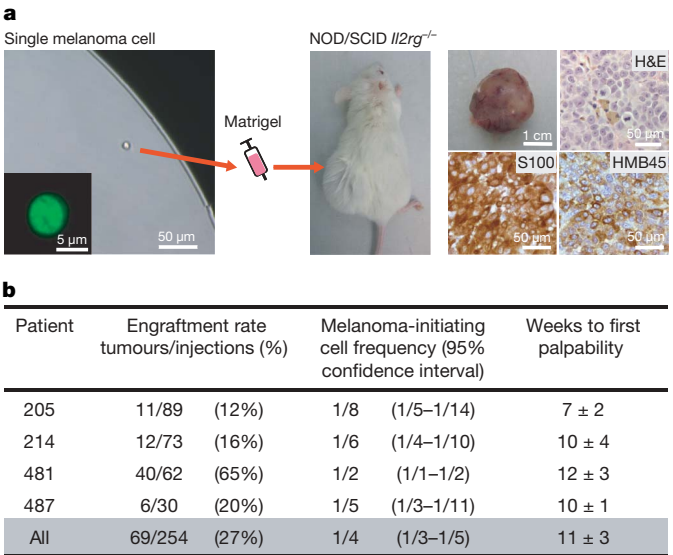 a
Single melanoma cell
NOD/SCID Il2rg–/–
Matrigel
5 µm
50 µm
1 cm
H&E
50 µm
S100
50 µm
HMB45
50 µm
b
Patient
Engraftment rate
tumours/injections (%)
Melanoma-initiating
cell frequency (95%
confidence interval)
Weeks to first
palpability
205 11/89 (12%) 1/8 (1/5–1/14) 7 ± 2
214 12/73 (16%) 1/6 (1/4–1/10) 10 ± 4
481 40/62 (65%) 1/2 (1/1–1/2) 12 ± 3
487 6/30 (20%) 1/5 (1/3–1/11) 10 ± 1
All 69/254 (27%) 1/4 (1/3–1/5) 11 ± 3